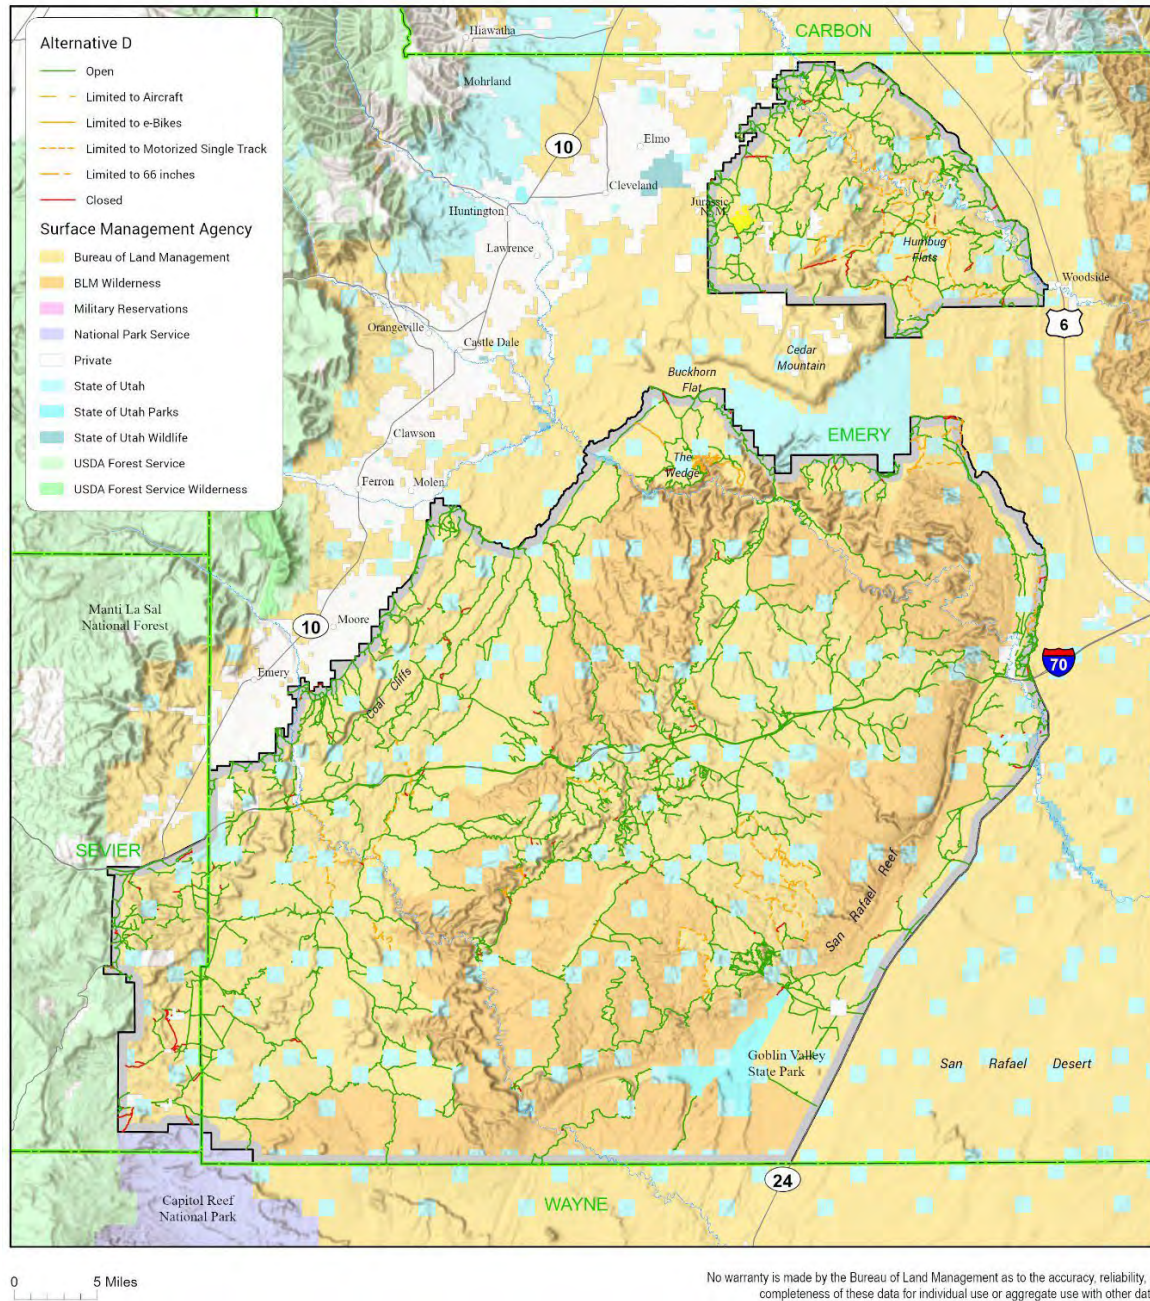 Alternative D
Open
Limited to Aircraft
Limited to e-Bikes
Limited to Motorized Single Track
Limited to 66 inches
Closed
Surface Management Agency
Bureau of Land Management
BLM Wilderness
Military Reservations
National Park Service
Private
State of Utah
State of Utah Parks
State of Utah Wildlife
USDA Forest Service
USDA Forest Service Wilderness
Hiawatha
CARBON
Mohrland
10
Elmo
Cleveland
Huntington
Jurassic
N. M.
Lawrence
Humbug
Flats
Woodside
6
Orangeville
Castle Dale
Cedar
Mountain
Buckhorn
Flat
Clawson
EMERY
The
Wedge
Ferron
Molen
Manti La Sal
National Forest
Moore
10
Emery
Coal Cliffs
70
SEVIER
San Rafael Reef
Goblin Valley
State Park
San Rafael Desert
24
Capitol Reef
National Park
WAYNE
0 5 Miles
No warranty is made by the Bureau of Land Management as to the accuracy, reliability,
completeness of these data for individual use or aggregate use with other dat